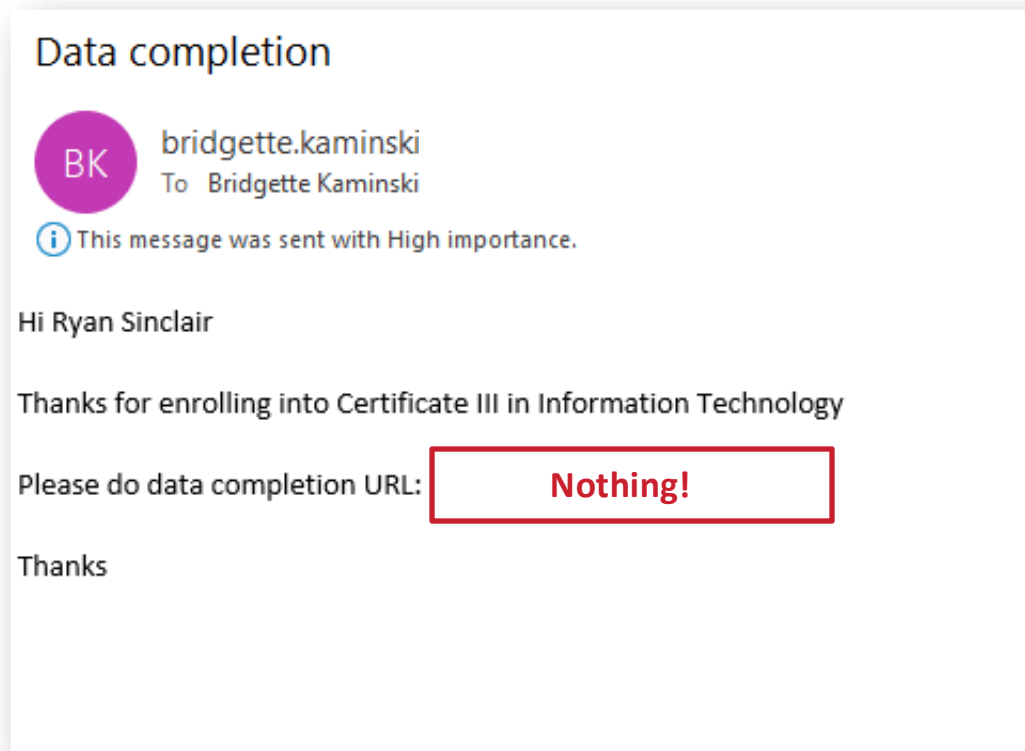 Data completion
BK
bridgette.kaminski
To Bridgette Kaminski
i This message was sent with High importance.
Hi Ryan Sinclair
Thanks for enrolling into Certificate III in Information Technology
Please do data completion URL: Nothing!
Thanks